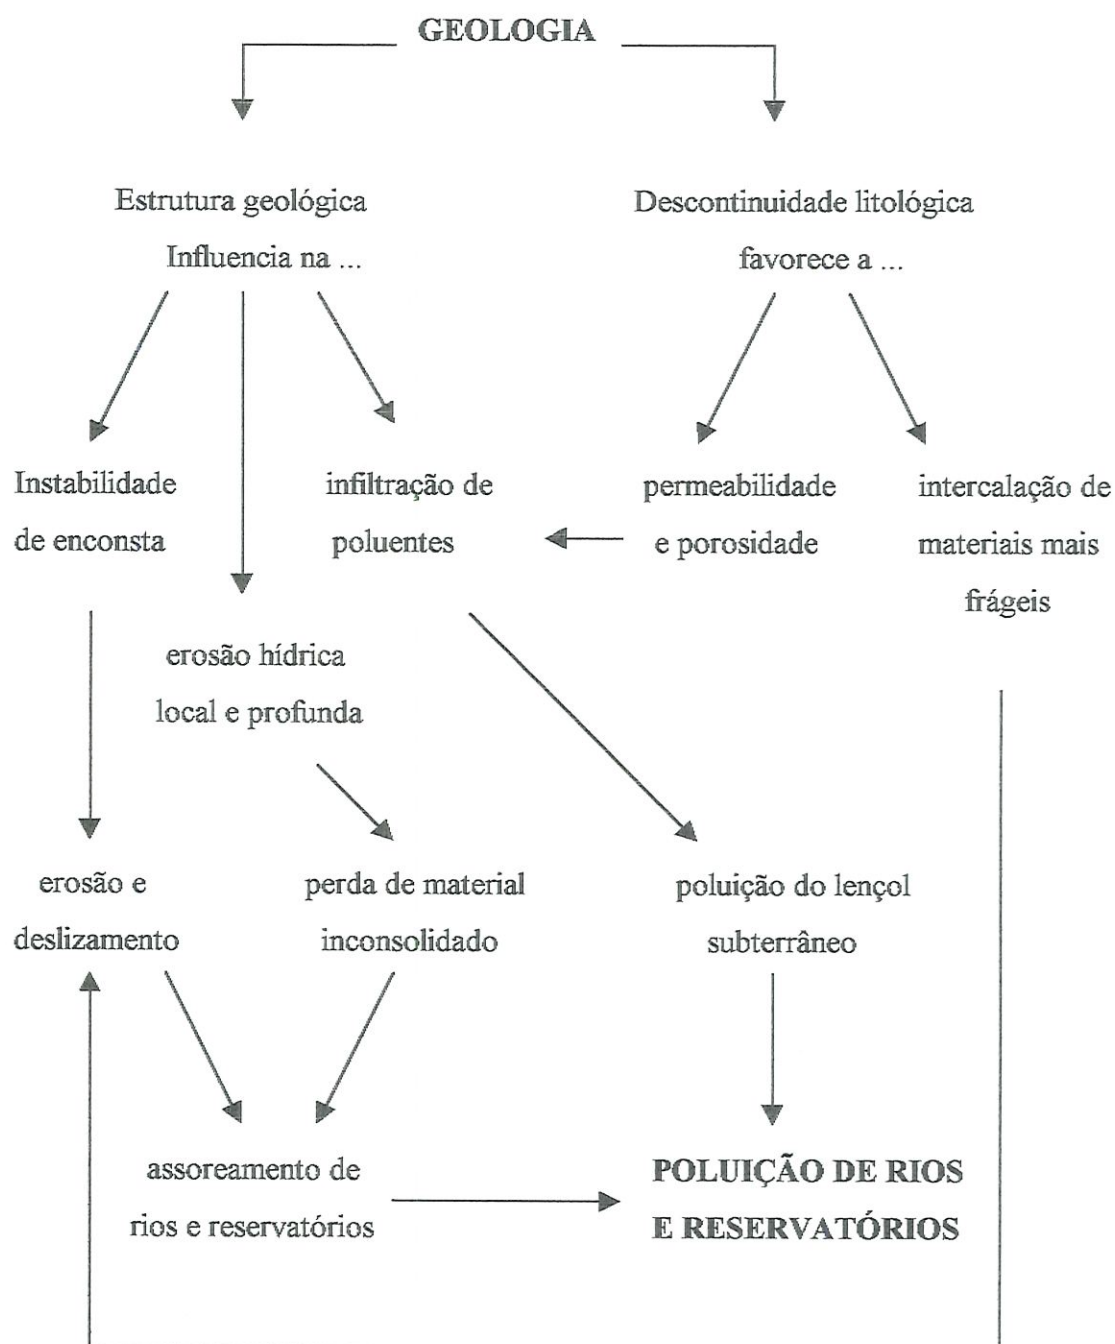 GEOLOGIA
Estrutura geológica
Influencia na ...
Descontinuidade litológica
favorece a ...
Instabilidade
de enconsta
infiltração de
poluentes
permeabilidade
e porosidade
intercalação de
materiais mais
frágeis
erosão hídrica
local e profunda
erosão e
deslizamento
perda de material
inconsolidado
poluição do lençol
subterrâneo
assoreamento de
rios e reservatórios
POLUIÇÃO DE RIOS
E RESERVATÓRIOS